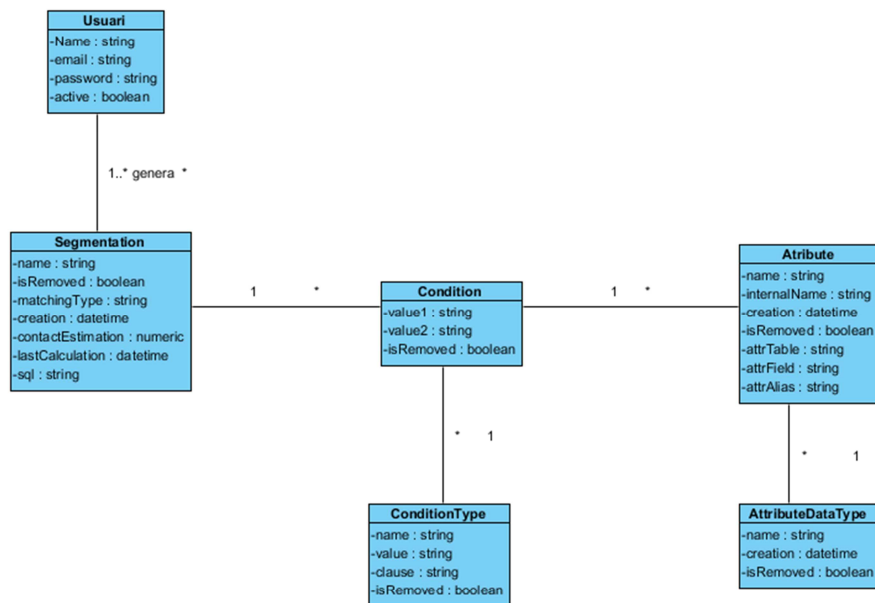 Usuari
-Name : string
-email : string
-password : string
-active : boolean
1..* genera *
Segmentation
-name : string
-isRemoved : boolean
-matchingType : string
-creation : datetime
-contactEstimation : numeric
-lastCalculation : datetime
-sql : string
1 *
Condition
-value1 : string
-value2 : string
-isRemoved : boolean
1 *
Atribute
-name : string
-internalName : string
-creation : datetime
-isRemoved : boolean
-attrTable : string
-attrField : string
-attrAlias : string
* 1
* 1
ConditionType
-name : string
-value : string
-clause : string
-isRemoved : boolean
AttributeDataType
-name : string
-creation : datetime
-isRemoved : boolean